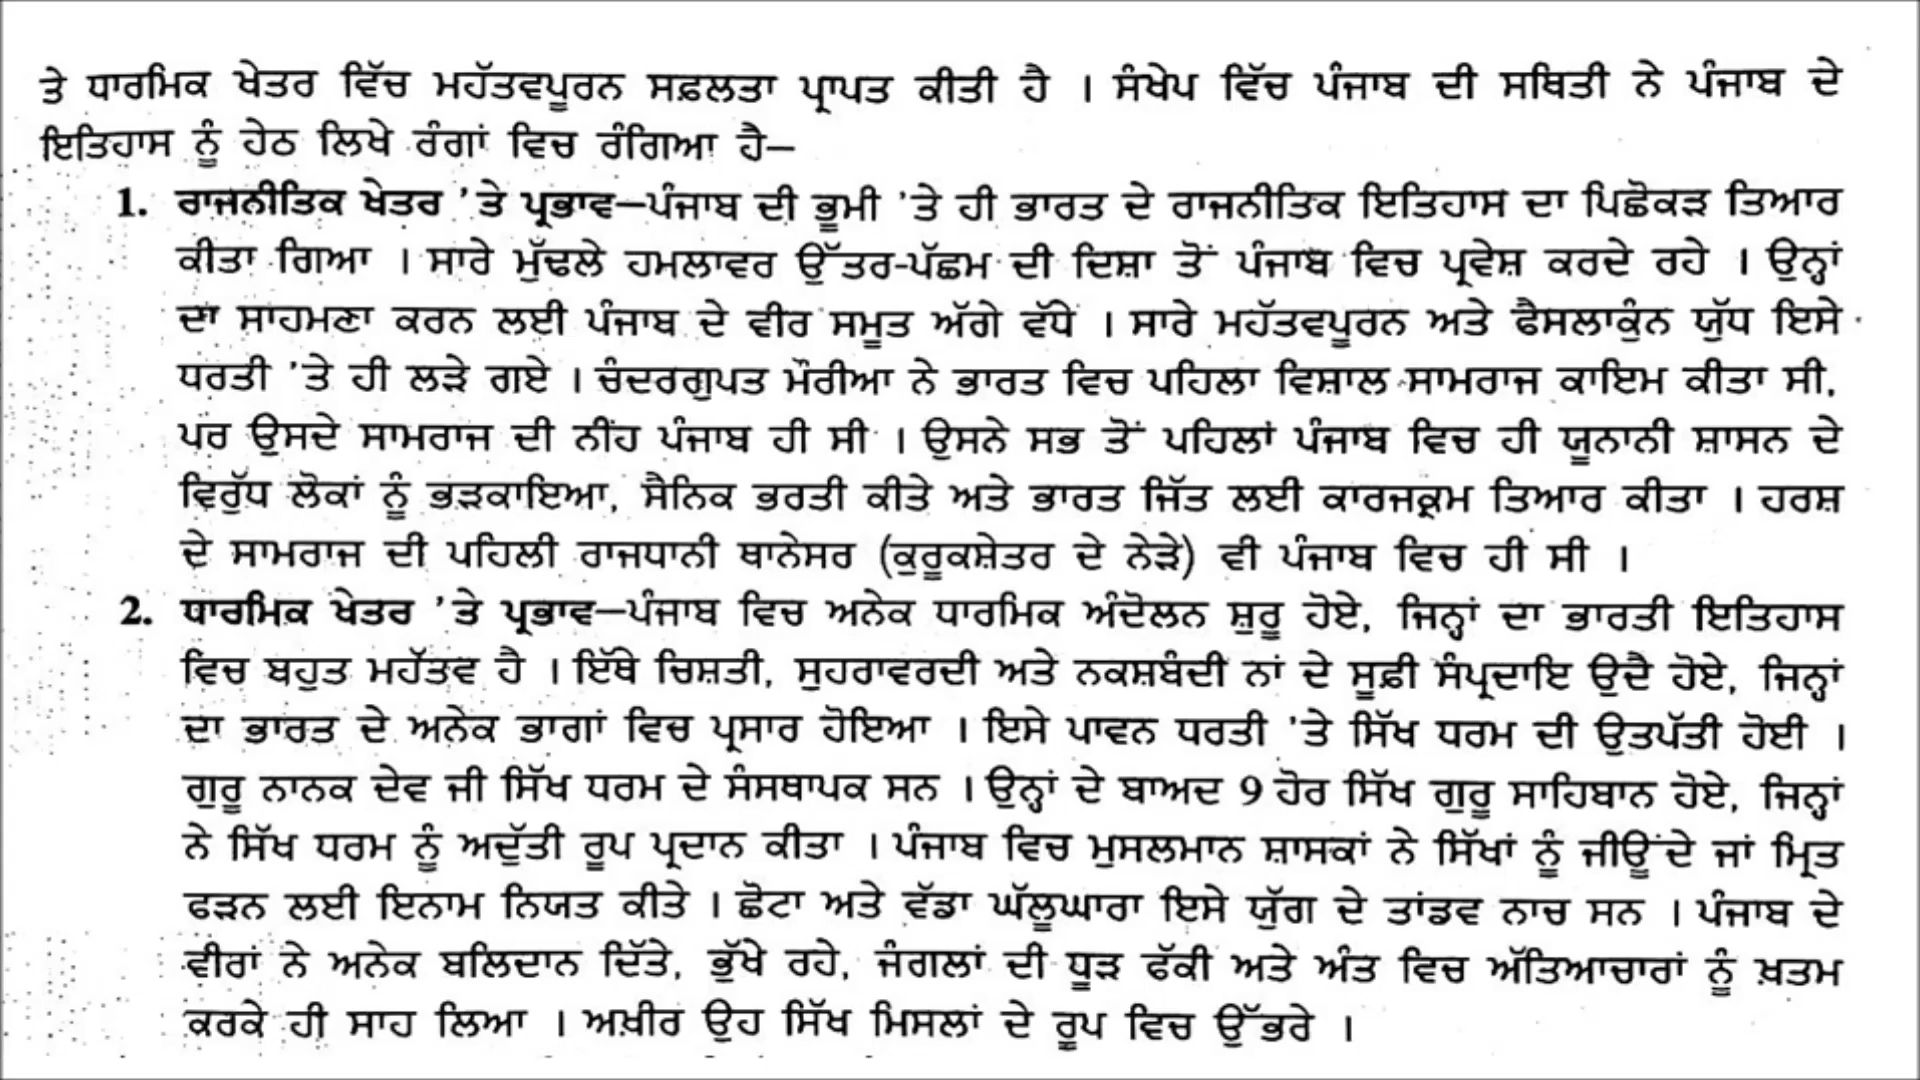 ਤੇ ਧਾਰਮਿਕ ਖੇਤਰ ਵਿੱਚ ਮਹੱਤਵਪੂਰਨ ਸਫ਼ਲਤਾ ਪ੍ਰਾਪਤ ਕੀਤੀ ਹੈ । ਸੰਖੇਪ ਵਿੱਚ ਪੰਜਾਬ ਦੀ ਸਥਿਤੀ ਨੇ ਪੰਜਾਬ ਦੇ
ਇਤਿਹਾਸ ਨੂੰ ਹੇਠ ਲਿਖੇ ਰੰਗਾਂ ਵਿਚ ਰੰਗਿਆ ਹੈ—
1. ਰਾਜਨੀਤਿਕ ਖੇਤਰ 'ਤੇ ਪ੍ਰਭਾਵ—ਪੰਜਾਬ ਦੀ ਭੂਮੀ 'ਤੇ ਹੀ ਭਾਰਤ ਦੇ ਰਾਜਨੀਤਿਕ ਇਤਿਹਾਸ ਦਾ ਪਿਛੋਕੜ ਤਿਆਰ
ਕੀਤਾ ਗਿਆ । ਸਾਰੇ ਮੁੱਢਲੇ ਹਮਲਾਵਰ ਉੱਤਰ-ਪੱਛਮ ਦੀ ਦਿਸ਼ਾ ਤੋਂ ਪੰਜਾਬ ਵਿਚ ਪ੍ਰਵੇਸ਼ ਕਰਦੇ ਰਹੇ । ਉਨ੍ਹਾਂ
ਦਾ ਸਾਹਮਣਾ ਕਰਨ ਲਈ ਪੰਜਾਬ ਦੇ ਵੀਰ ਸਮੂਤ ਅੱਗੇ ਵੱਧੇ । ਸਾਰੇ ਮਹੱਤਵਪੂਰਨ ਅਤੇ ਫੈਸਲਾਕੁੰਨ ਯੁੱਧ ਇਸੇ
ਧਰਤੀ 'ਤੇ ਹੀ ਲੜੇ ਗਏ । ਚੰਦਰਗੁਪਤ ਮੌਰੀਆ ਨੇ ਭਾਰਤ ਵਿਚ ਪਹਿਲਾ ਵਿਸ਼ਾਲ ਸਾਮਰਾਜ ਕਾਇਮ ਕੀਤਾ ਸੀ,
ਪਰ ਉਸਦੇ ਸਾਮਰਾਜ ਦੀ ਨੀਂਹ ਪੰਜਾਬ ਹੀ ਸੀ । ਉਸਨੇ ਸਭ ਤੋਂ ਪਹਿਲਾਂ ਪੰਜਾਬ ਵਿਚ ਹੀ ਯੂਨਾਨੀ ਸ਼ਾਸਨ ਦੇ
ਵਿਰੁੱਧ ਲੋਕਾਂ ਨੂੰ ਭੜਕਾਇਆ, ਸੈਨਿਕ ਭਰਤੀ ਕੀਤੇ ਅਤੇ ਭਾਰਤ ਜਿੱਤ ਲਈ ਕਾਰਜਕ੍ਰਮ ਤਿਆਰ ਕੀਤਾ । ਹਰਸ਼
ਦੇ ਸਾਮਰਾਜ ਦੀ ਪਹਿਲੀ ਰਾਜਧਾਨੀ ਥਾਨੇਸਰ (ਕੁਰੂਕਸ਼ੇਤਰ ਦੇ ਨੇੜੇ) ਵੀ ਪੰਜਾਬ ਵਿਚ ਹੀ ਸੀ ।
2. ਧਾਰਮਿਕ ਖੇਤਰ 'ਤੇ ਪ੍ਰਭਾਵ—ਪੰਜਾਬ ਵਿਚ ਅਨੇਕ ਧਾਰਮਿਕ ਅੰਦੋਲਨ ਸ਼ੁਰੂ ਹੋਏ, ਜਿਨ੍ਹਾਂ ਦਾ ਭਾਰਤੀ ਇਤਿਹਾਸ
ਵਿਚ ਬਹੁਤ ਮਹੱਤਵ ਹੈ । ਇੱਥੇ ਚਿਸ਼ਤੀ, ਸੁਹਰਾਵਰਦੀ ਅਤੇ ਨਕਸ਼ਬੰਦੀ ਨਾਂ ਦੇ ਸੂਫ਼ੀ ਸੰਪ੍ਰਦਾਇ ਉਦੈ ਹੋਏ, ਜਿਨ੍ਹਾਂ
ਦਾ ਭਾਰਤ ਦੇ ਅਨੇਕ ਭਾਗਾਂ ਵਿਚ ਪ੍ਰਸਾਰ ਹੋਇਆ । ਇਸੇ ਪਾਵਨ ਧਰਤੀ 'ਤੇ ਸਿੱਖ ਧਰਮ ਦੀ ਉਤਪੱਤੀ ਹੋਈ ।
ਗੁਰੂ ਨਾਨਕ ਦੇਵ ਜੀ ਸਿੱਖ ਧਰਮ ਦੇ ਸੰਸਥਾਪਕ ਸਨ । ਉਨ੍ਹਾਂ ਦੇ ਬਾਅਦ 9 ਹੋਰ ਸਿੱਖ ਗੁਰੂ ਸਾਹਿਬਾਨ ਹੋਏ, ਜਿਨ੍ਹਾਂ
ਨੇ ਸਿੱਖ ਧਰਮ ਨੂੰ ਅਦੁੱਤੀ ਰੂਪ ਪ੍ਰਦਾਨ ਕੀਤਾ । ਪੰਜਾਬ ਵਿਚ ਮੁਸਲਮਾਨ ਸ਼ਾਸਕਾਂ ਨੇ ਸਿੱਖਾਂ ਨੂੰ ਜੀਊਂਦੇ ਜਾਂ ਮ੍ਰਿਤ
ਫੜਨ ਲਈ ਇਨਾਮ ਨਿਯਤ ਕੀਤੇ । ਛੋਟਾ ਅਤੇ ਵੱਡਾ ਘੱਲੂਘਾਰਾ ਇਸੇ ਯੁੱਗ ਦੇ ਤਾਂਡਵ ਨਾਚ ਸਨ । ਪੰਜਾਬ ਦੇ
ਵੀਰਾਂ ਨੇ ਅਨੇਕ ਬਲਿਦਾਨ ਦਿੱਤੇ, ਭੁੱਖੇ ਰਹੇ, ਜੰਗਲਾਂ ਦੀ ਧੂੜ ਫੱਕੀ ਅਤੇ ਅੰਤ ਵਿਚ ਅੱਤਿਆਚਾਰਾਂ ਨੂੰ ਖ਼ਤਮ
ਕਰਕੇ ਹੀ ਸਾਹ ਲਿਆ । ਅਖ਼ੀਰ ਉਹ ਸਿੱਖ ਮਿਸਲਾਂ ਦੇ ਰੂਪ ਵਿਚ ਉੱਭਰੇ ।